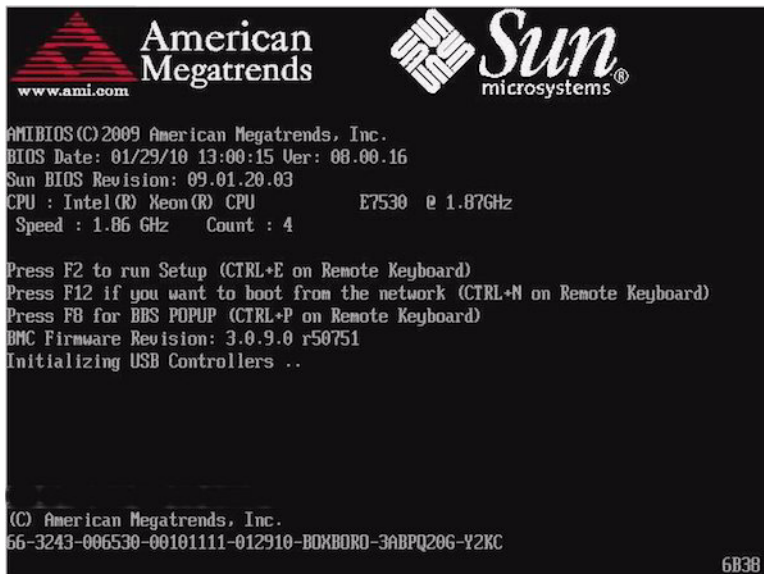 American
Megatrends
www.ami.com
Sun
microsystems
®
AMIBIOS(C)2009 American Megatrends, Inc.
BIOS Date: 01/29/10 13:00:15 Ver: 08.00.16
Sun BIOS Revision: 09.01.20.03
CPU : Intel(R) Xeon(R) CPU E7530 @ 1.87GHz
Speed : 1.86 GHz Count : 4
Press F2 to run Setup (CTRL+E on Remote Keyboard)
Press F12 if you want to boot from the network (CTRL+N on Remote Keyboard)
Press F8 for BBS POPUP (CTRL+P on Remote Keyboard)
BMC Firmware Revision: 3.0.9.0 r50751
Initializing USB Controllers ..
(C) American Megatrends, Inc.
66-3243-006530-00101111-012910-BOXBORO-3ABPQ20G-Y2KC
6B38